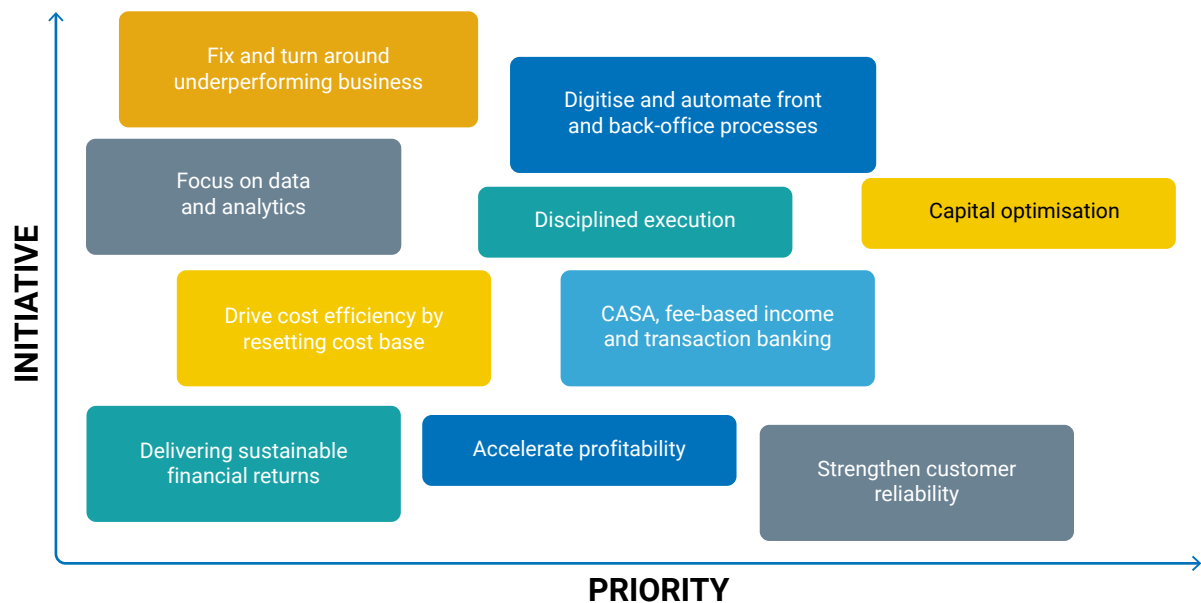 INITIATIVE
Fix and turn around
underperforming business
Digitise and automate front
and back-office processes
Focus on data
and analytics
Disciplined execution
Capital optimisation
Drive cost efficiency by
resetting cost base
CASA, fee-based income
and transaction banking
Delivering sustainable
financial returns
Accelerate profitability
Strengthen customer
reliability
PRIORITY